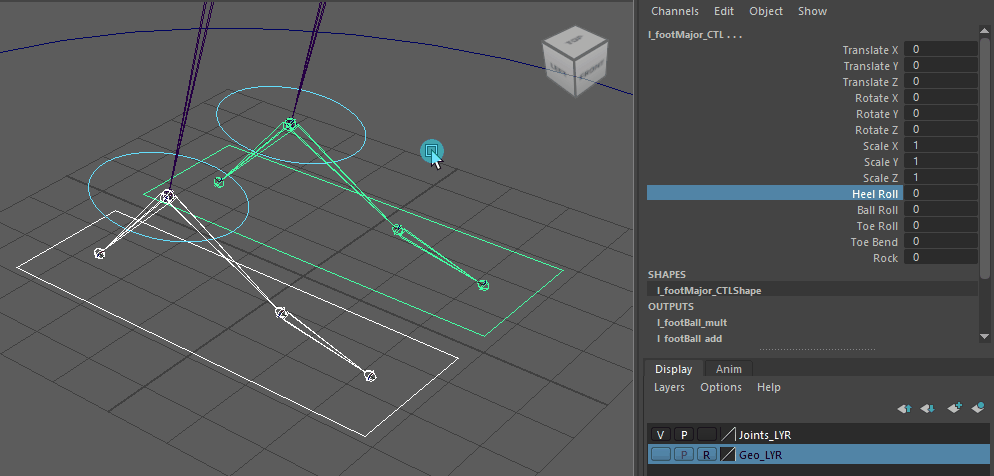 Channels Edit Object Show
l_footMajor_CTL . . .
Translate X 0
Translate Y 0
Translate Z 0
Rotate X 0
Rotate Y 0
Rotate Z 0
Scale X 1
Scale Y 1
Scale Z 1
Heel Roll 0
Ball Roll 0
Toe Roll 0
Toe Bend 0
Rock 0
SHAPES
l_footMajor_CTLShape
OUTPUTS
l_footBall_mult
l_footBall_add
Display Anim
Layers Options Help
V P Joints_LYR
P R Geo_LYR